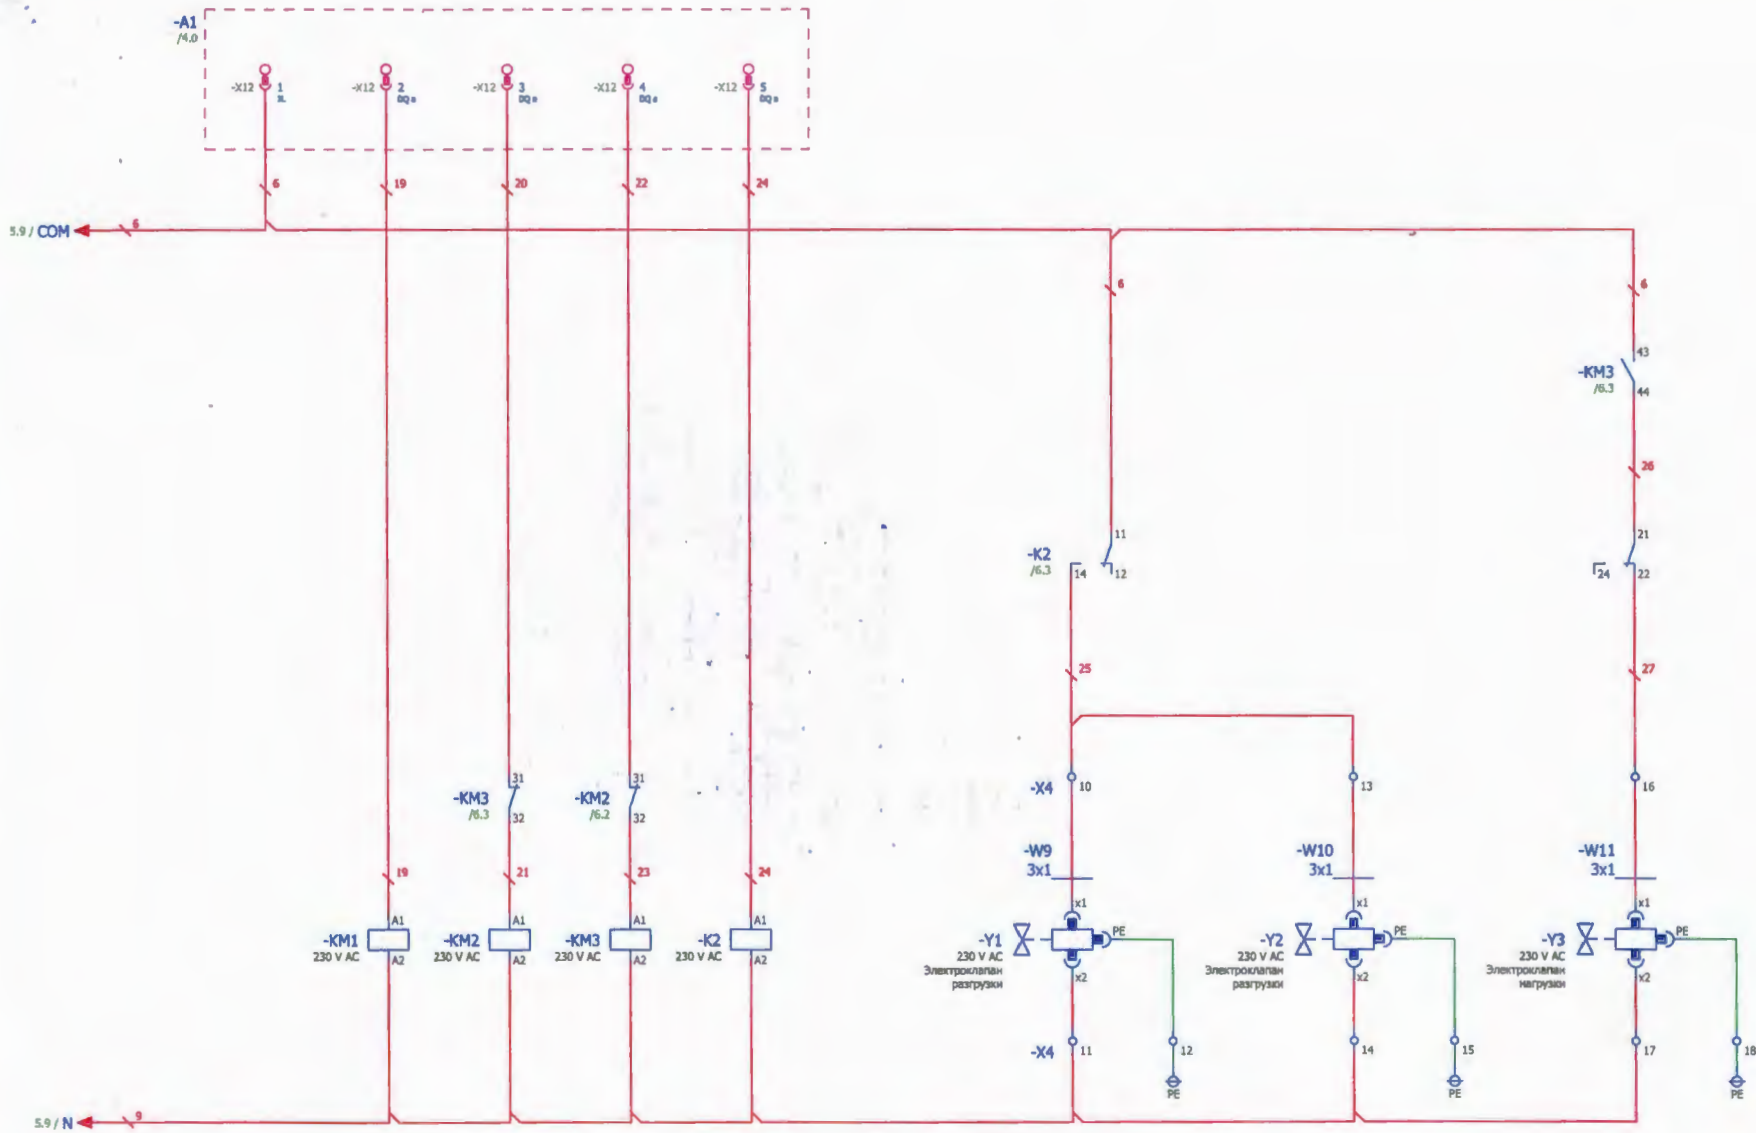 -A1
/4.0
-X12 1
-X12 2
-X12 3
-X12 4
-X12 5
6
19
20
22
24
5.9 / COM
6
6
6
43
-KM3
/6.3
44
26
11
-K2
/6.3
14
12
21
24
22
25
27
-KM3
/6.3
31
32
-KM2
/6.2
31
32
-X4
10
13
16
-W9
3x1
-W10
3x1
-W11
3x1
19
21
23
24
-KM1
230 V AC
A1
A2
-KM2
230 V AC
A1
A2
-KM3
230 V AC
A1
A2
-K2
230 V AC
A1
A2
-Y1
230 V AC
Электроклапан
разгрузки
x1
x2
PE
-Y2
230 V AC
Электроклапан
разгрузки
x1
x2
PE
-Y3
230 V AC
Электроклапан
нагрузки
x1
x2
PE
-X4
11
12
14
15
17
18
PE
PE
PE
5.9 / N
9